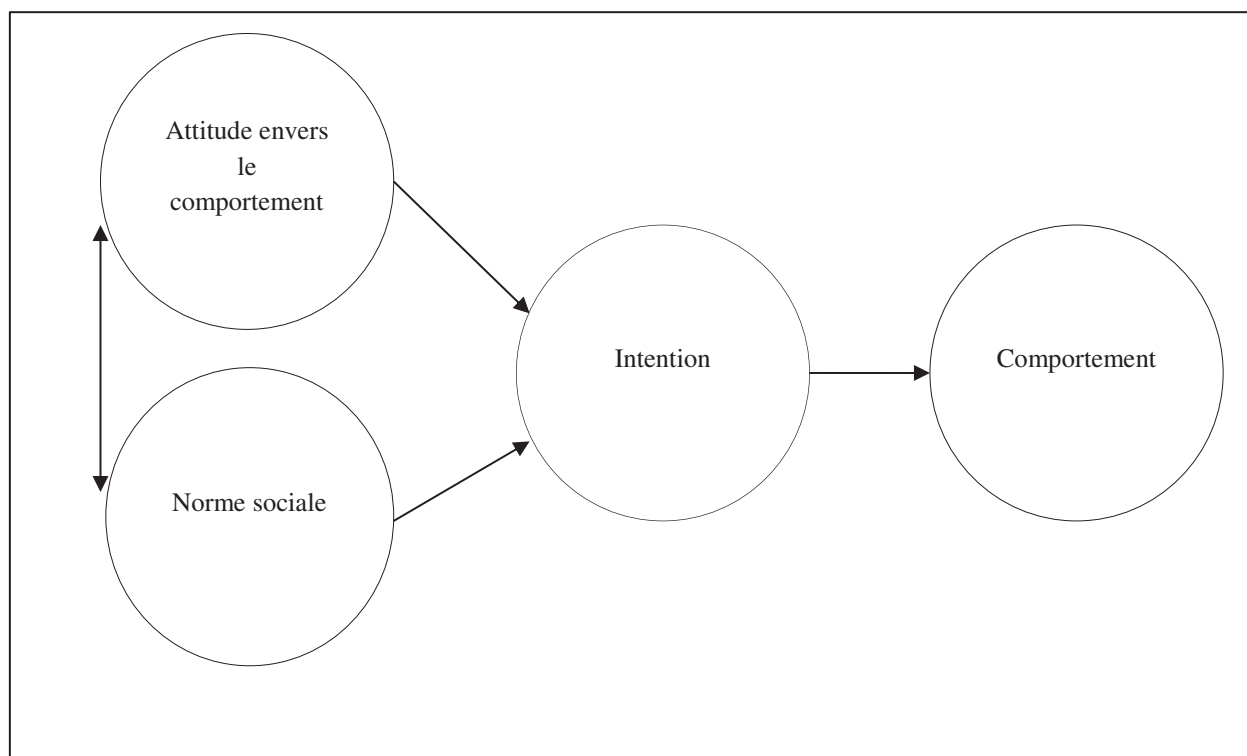 Attitude envers
le
comportement
Intention
Comportement
Norme sociale